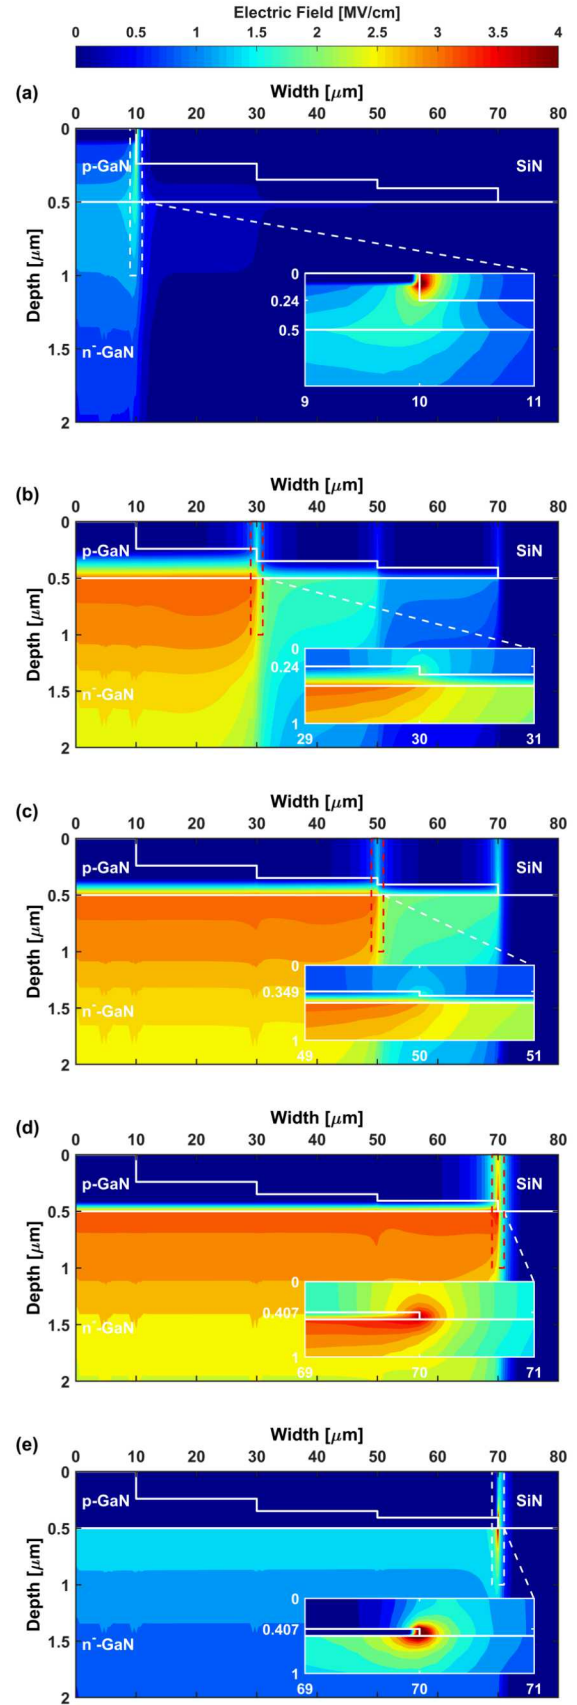 Electric Field [MV/cm]
0 0.5 1 1.5 2 2.5 3 3.5 4
(a)
Width [μm]
0 10 20 30 40 50 60 70 80
Depth [μm]
0
0.5
1
1.5
2
p-GaN
SiN
n⁻-GaN
0
0.24
0.5
9 10 11
(b)
Width [μm]
0 10 20 30 40 50 60 70 80
Depth [μm]
0
0.5
1
1.5
2
p-GaN
SiN
n⁻-GaN
0
0.24
1
29 30 31
(c)
Width [μm]
0 10 20 30 40 50 60 70 80
Depth [μm]
0
0.5
1
1.5
2
p-GaN
SiN
n⁻-GaN
0
0.349
1
49 50 51
(d)
Width [μm]
0 10 20 30 40 50 60 70 80
Depth [μm]
0
0.5
1
1.5
2
p-GaN
SiN
n⁻-GaN
0
0.407
1
69 70 71
(e)
Width [μm]
0 10 20 30 40 50 60 70 80
Depth [μm]
0
0.5
1
1.5
2
p-GaN
SiN
n⁻-GaN
0
0.407
1
69 70 71